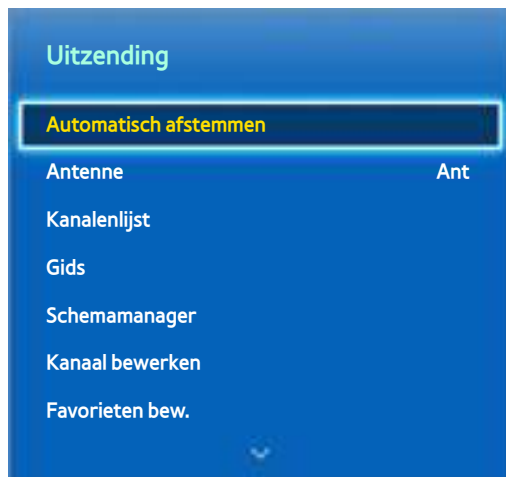 Uitzending
Automatisch afstemmen
Antenne Ant
Kanalenlijst
Gids
Schemamanager
Kanaal bewerken
Favorieten bew.